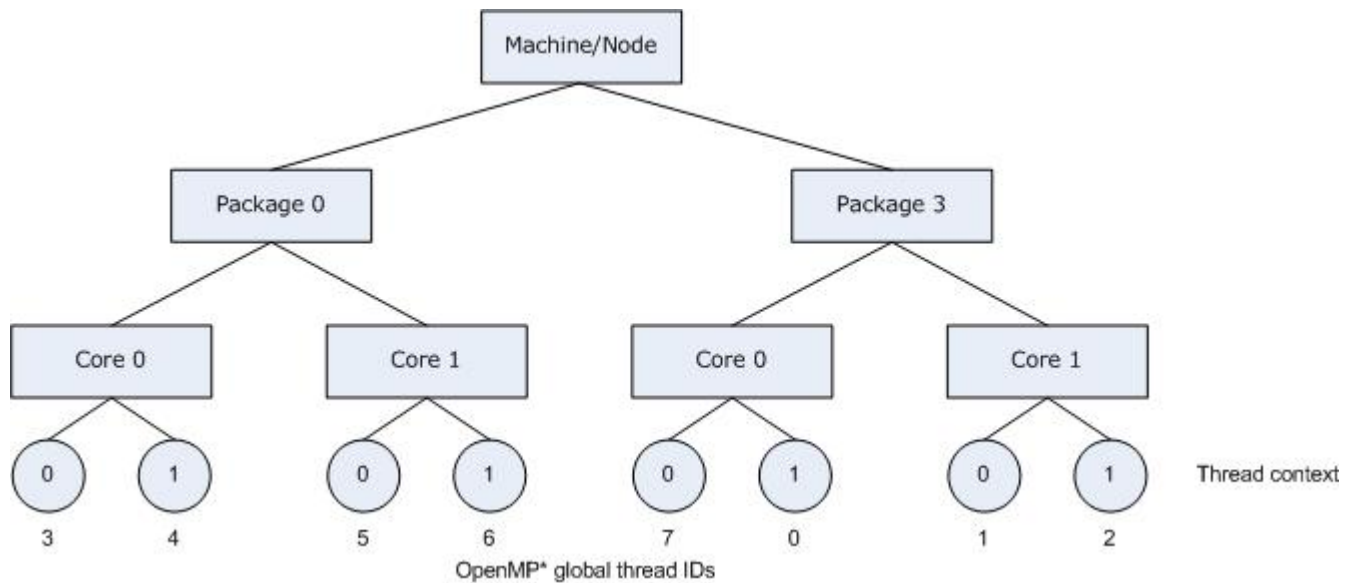 Machine/Node
Package 0 Package 3
Core 0 Core 1 Core 0 Core 1
0 1 0 1 0 1 0 1 Thread context
3 4 5 6 7 0 1 2
OpenMP* global thread IDs